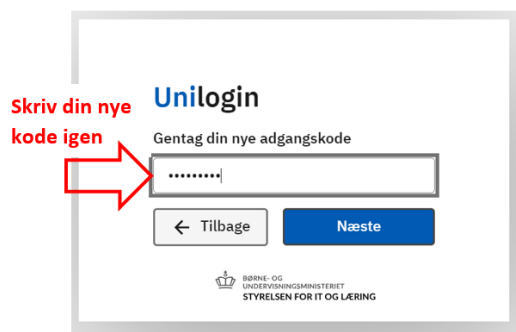 Unilogin
Skriv din nye
kode igen
Gentag din nye adgangskode
•••••••••
← Tilbage
Næste
BØRNE- OG
UNDERVISNINGSMINISTERIET
STYRELSEN FOR IT OG LÆRING